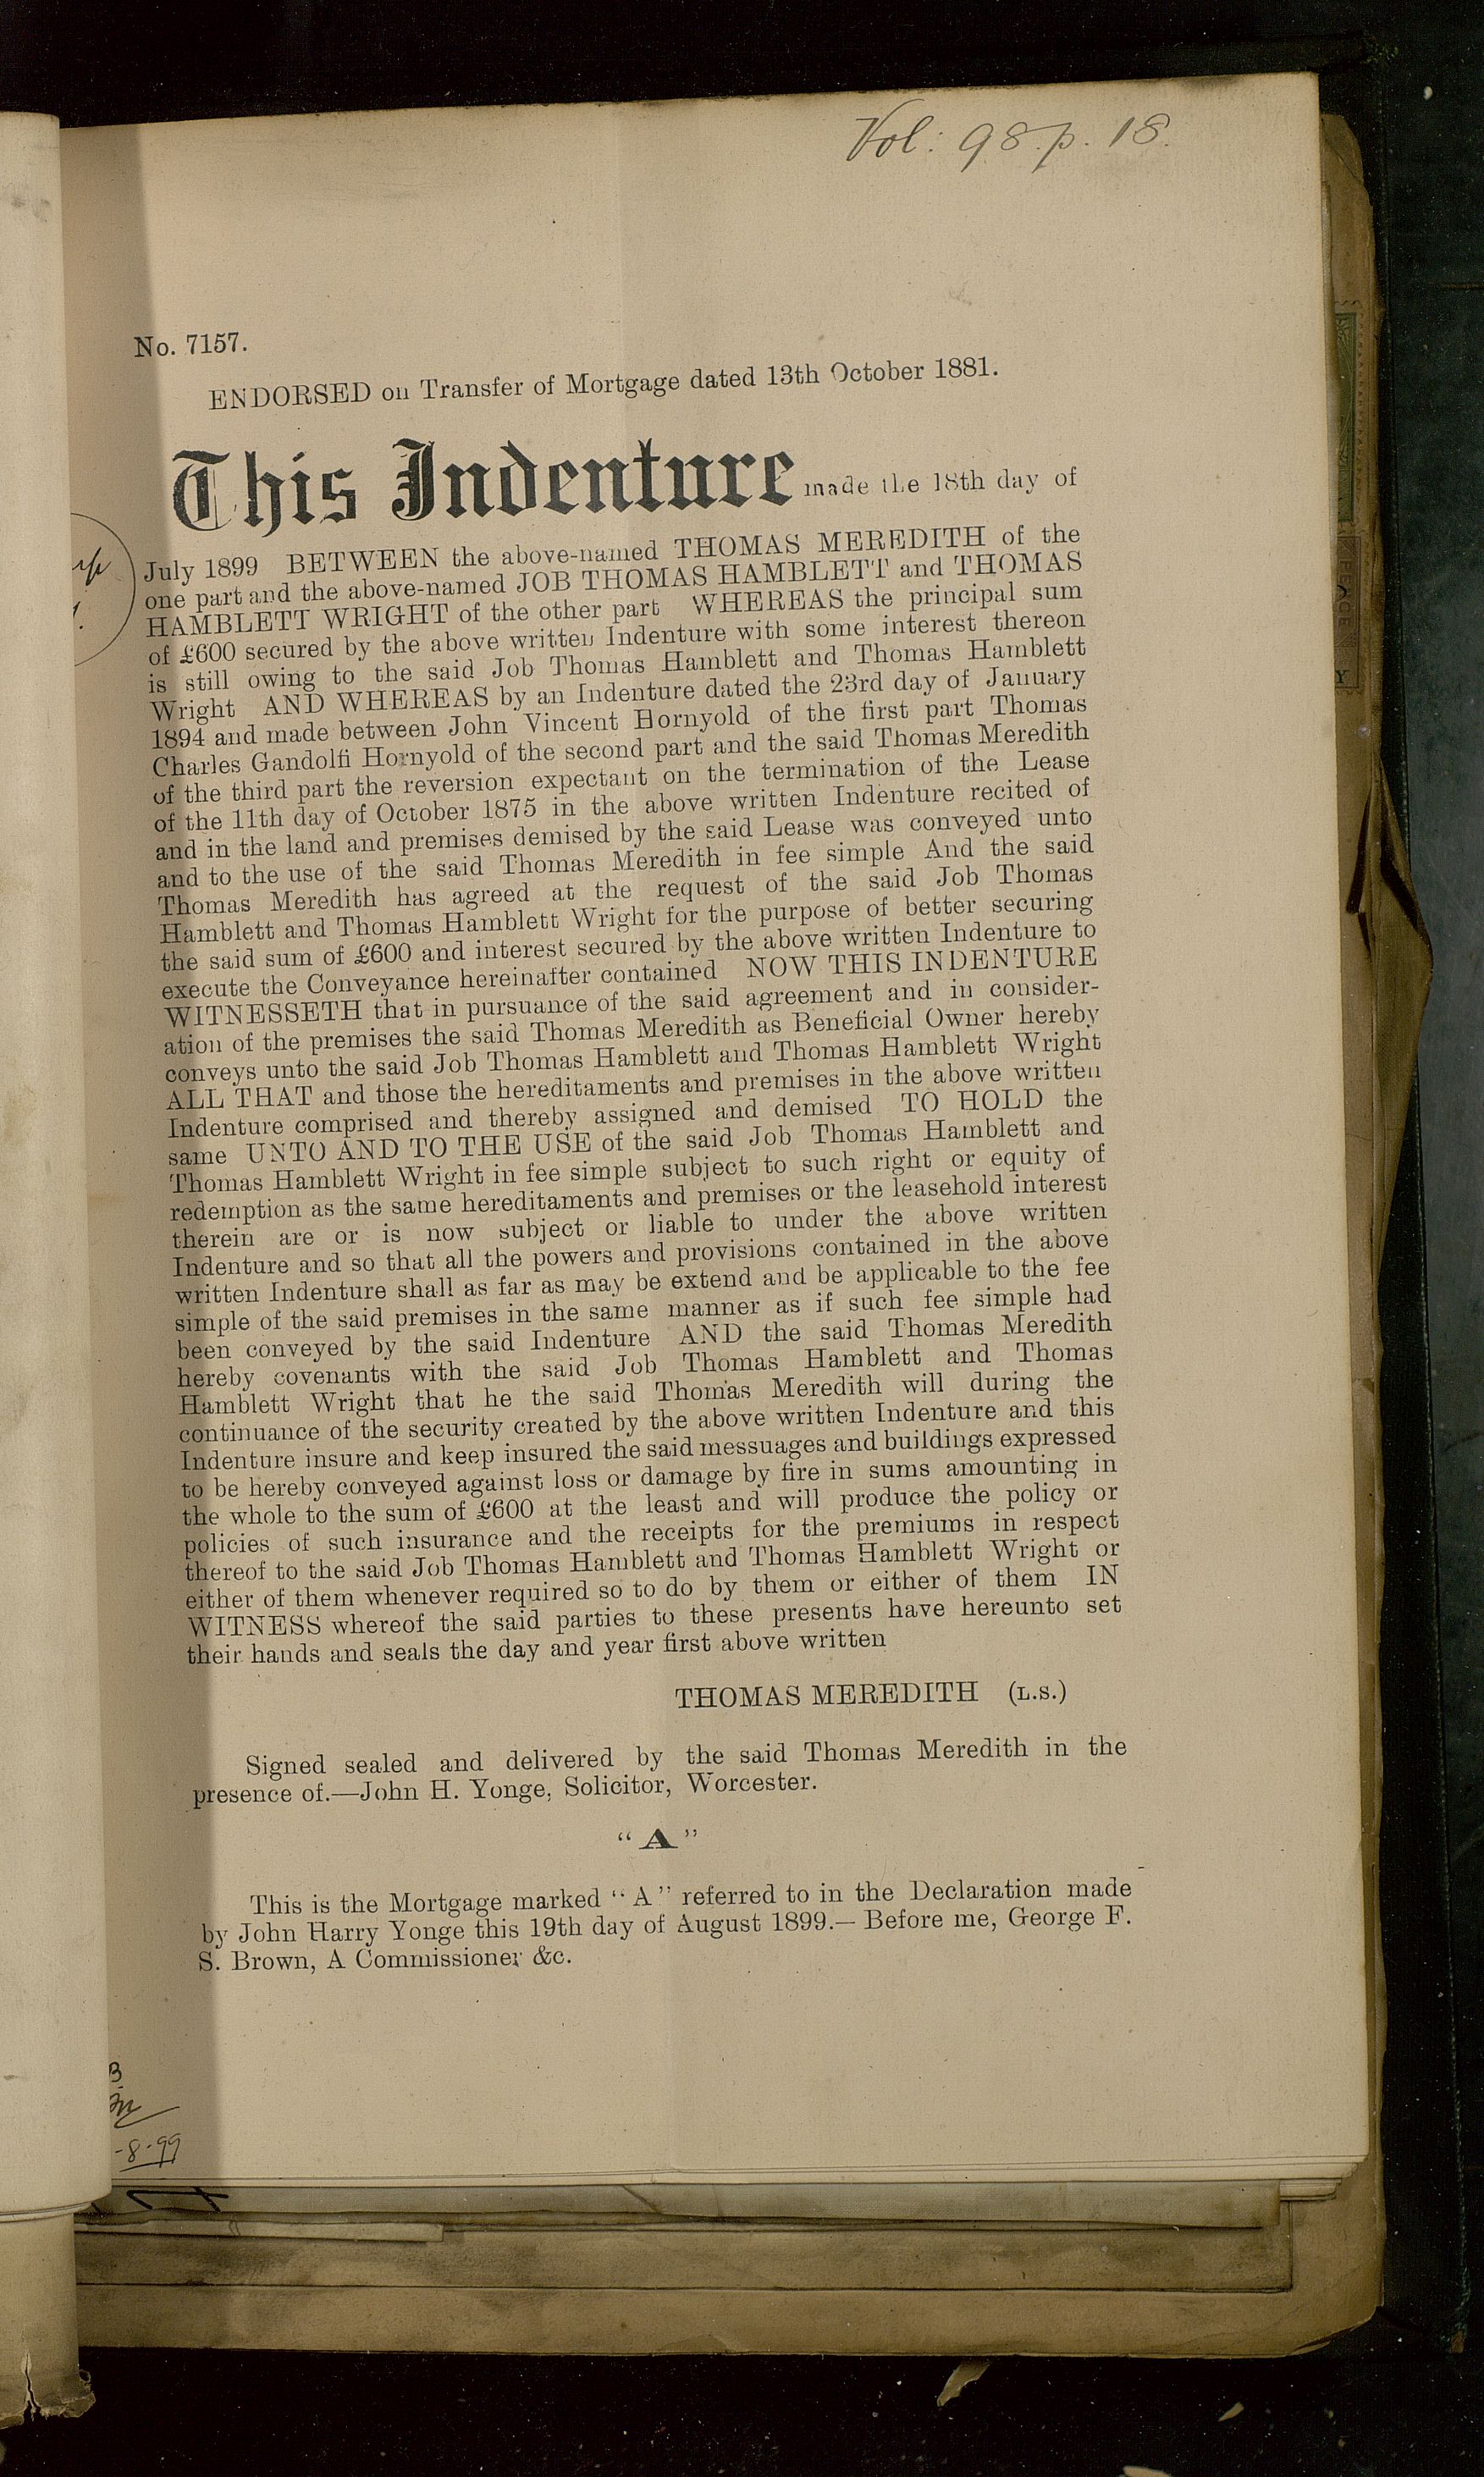 Vol: 98. p. 18.
No. 7157.
ENDORSED on Transfer of Mortgage dated 13th October 1881.
This Indenture made the 18th day of
July 1899 BETWEEN the above-named THOMAS MEREDITH of the
one part and the above-named JOB THOMAS HAMBLETT and THOMAS
HAMBLETT WRIGHT of the other part WHEREAS the principal sum
of £600 secured by the above written Indenture with some interest thereon
is still owing to the said Job Thomas Hamblett and Thomas Hamblett
Wright AND WHEREAS by an Indenture dated the 23rd day of January
1894 and made between John Vincent Hornyold of the first part Thomas
Charles Gandolfi Hornyold of the second part and the said Thomas Meredith
of the third part the reversion expectant on the termination of the Lease
of the 11th day of October 1875 in the above written Indenture recited of
and in the land and premises demised by the said Lease was conveyed unto
and to the use of the said Thomas Meredith in fee simple And the said
Thomas Meredith has agreed at the request of the said Job Thomas
Hamblett and Thomas Hamblett Wright for the purpose of better securing
the said sum of £600 and interest secured by the above written Indenture to
execute the Conveyance hereinafter contained NOW THIS INDENTURE
WITNESSETH that in pursuance of the said agreement and in consider-
ation of the premises the said Thomas Meredith as Beneficial Owner hereby
conveys unto the said Job Thomas Hamblett and Thomas Hamblett Wright
ALL THAT and those the hereditaments and premises in the above written
Indenture comprised and thereby assigned and demised TO HOLD the
same UNTO AND TO THE USE of the said Job Thomas Hamblett and
Thomas Hamblett Wright in fee simple subject to such right or equity of
redemption as the same hereditaments and premises or the leasehold interest
therein are or is now subject or liable to under the above written
Indenture and so that all the powers and provisions contained in the above
written Indenture shall as far as may be extend and be applicable to the fee
simple of the said premises in the same manner as if such fee simple had
been conveyed by the said Indenture AND the said Thomas Meredith
hereby covenants with the said Job Thomas Hamblett and Thomas
Hamblett Wright that he the said Thomas Meredith will during the
continuance of the security created by the above written Indenture and this
Indenture insure and keep insured the said messuages and buildings expressed
to be hereby conveyed against loss or damage by fire in sums amounting in
the whole to the sum of £600 at the least and will produce the policy or
policies of such insurance and the receipts for the premiums in respect
thereof to the said Job Thomas Hamblett and Thomas Hamblett Wright or
either of them whenever required so to do by them or either of them IN
WITNESS whereof the said parties to these presents have hereunto set
their hands and seals the day and year first above written
THOMAS MEREDITH (L.S.)
Signed sealed and delivered by the said Thomas Meredith in the
presence of.—John H. Yonge, Solicitor, Worcester.
"A"
This is the Mortgage marked "A" referred to in the Declaration made
by John Harry Yonge this 19th day of August 1899.— Before me, George F.
S. Brown, A Commissioner &c.
B.
-8-99